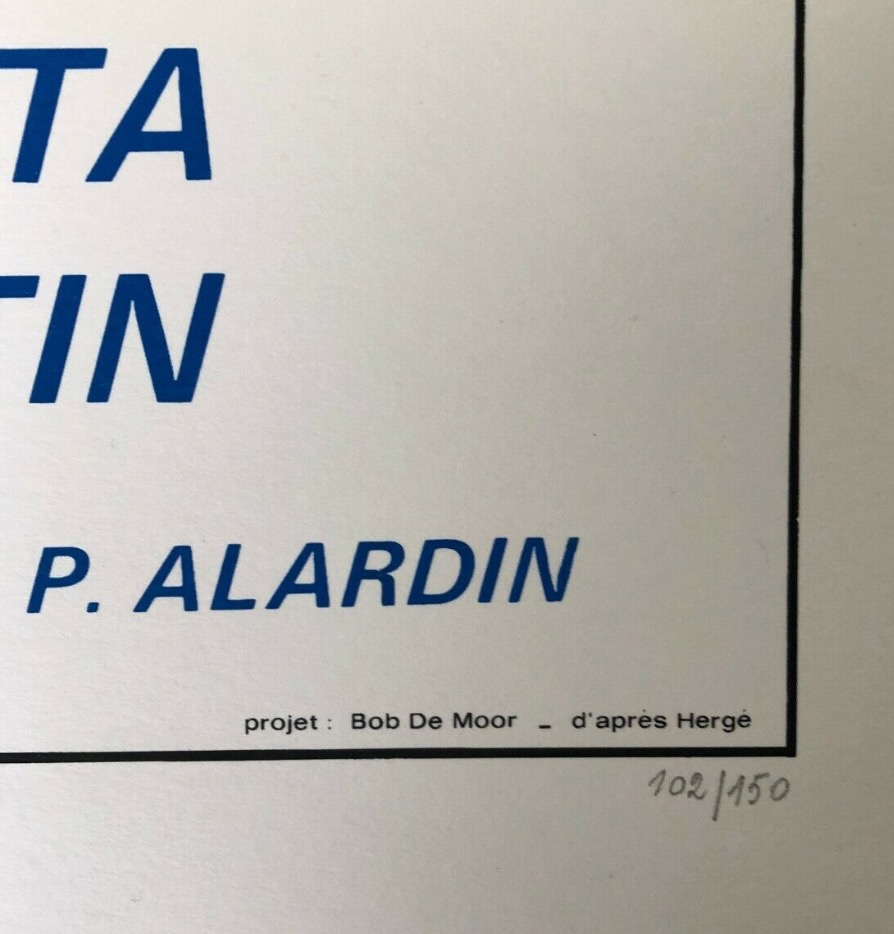 TA
TIN
P. ALARDIN
projet : Bob De Moor _ d'après Hergé
102/150